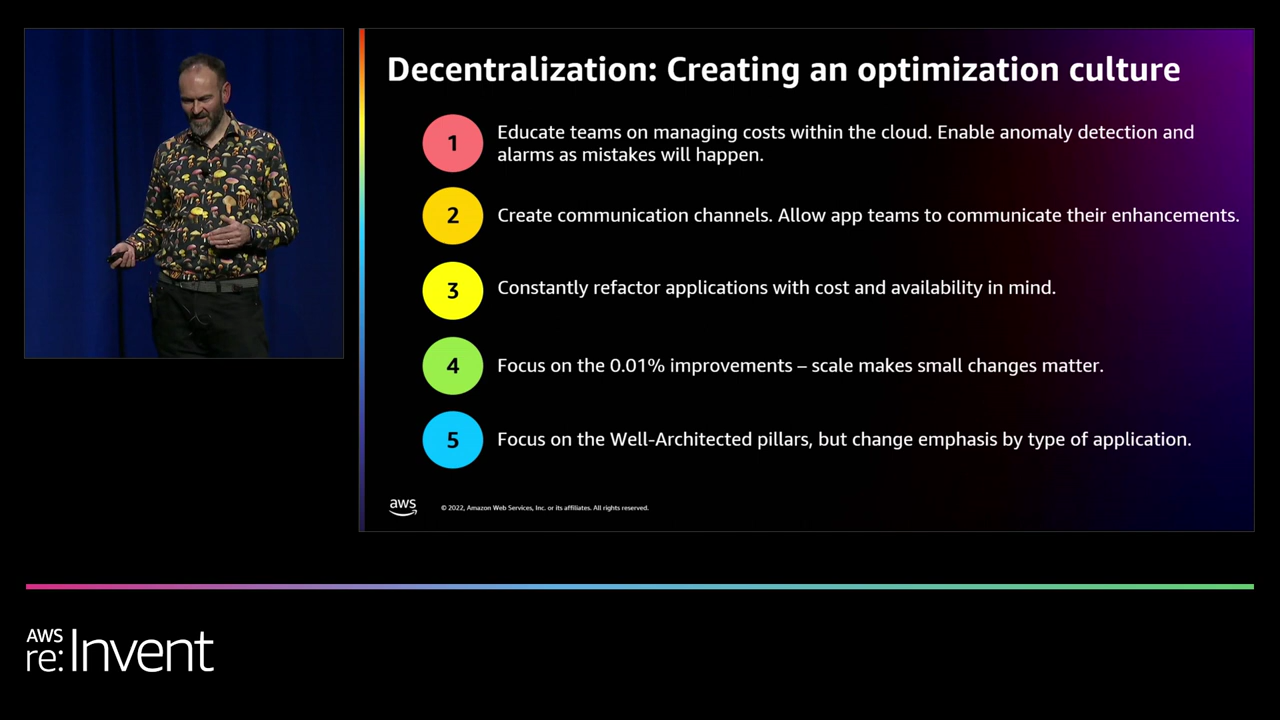 Decentralization: Creating an optimization culture
1
Educate teams on managing costs within the cloud. Enable anomaly detection and
alarms as mistakes will happen.
2
Create communication channels. Allow app teams to communicate their enhancements.
3
Constantly refactor applications with cost and availability in mind.
4
Focus on the 0.01% improvements – scale makes small changes matter.
5
Focus on the Well-Architected pillars, but change emphasis by type of application.
aws
© 2022, Amazon Web Services, Inc. or its affiliates. All rights reserved.
AWS
re:Invent